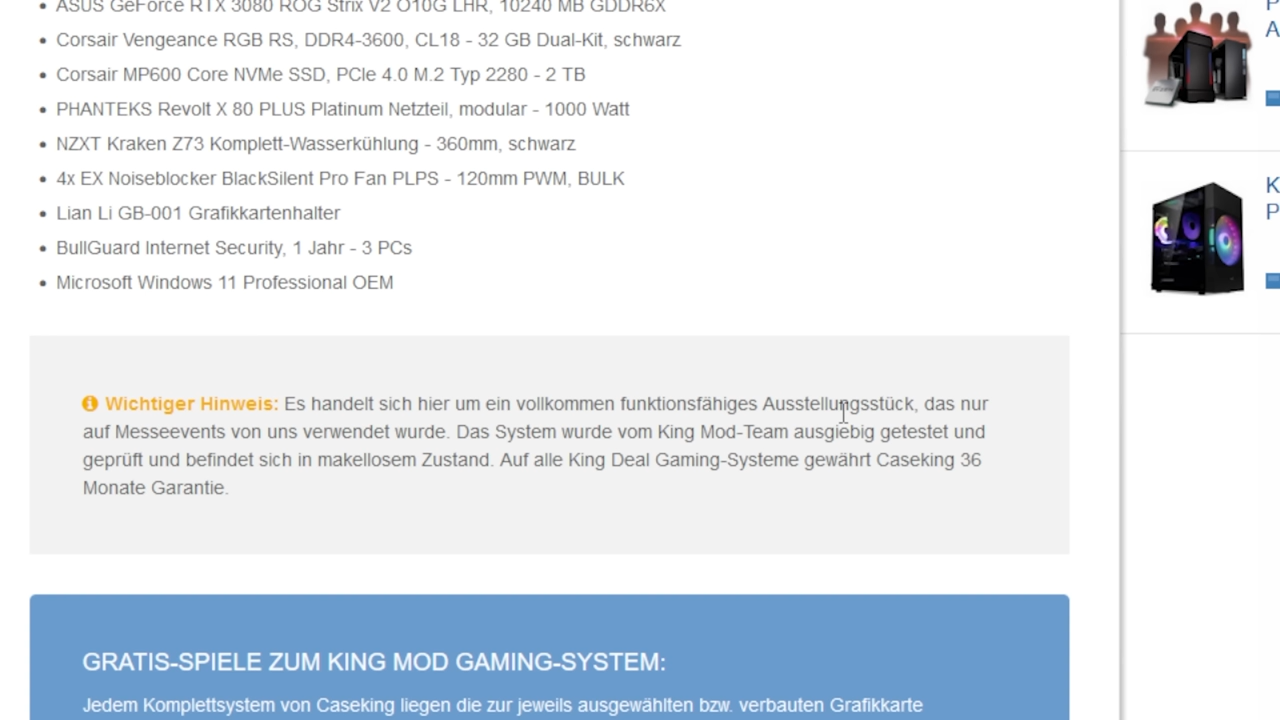 ASUS GeForce RTX 3080 ROG Strix V2 O10G LHR, 10240 MB GDDR6X
Corsair Vengeance RGB RS, DDR4-3600, CL18 - 32 GB Dual-Kit, schwarz
Corsair MP600 Core NVMe SSD, PCIe 4.0 M.2 Typ 2280 - 2 TB
PHANTEKS Revolt X 80 PLUS Platinum Netzteil, modular - 1000 Watt
NZXT Kraken Z73 Komplett-Wasserkühlung - 360mm, schwarz
4x EX Noiseblocker BlackSilent Pro Fan PLPS - 120mm PWM, BULK
Lian Li GB-001 Grafikkartenhalter
BullGuard Internet Security, 1 Jahr - 3 PCs
Microsoft Windows 11 Professional OEM
Wichtiger Hinweis: Es handelt sich hier um ein vollkommen funktionsfähiges Ausstellungsstück, das nur
auf Messeevents von uns verwendet wurde. Das System wurde vom King Mod-Team ausgiebig getestet und
geprüft und befindet sich in makellosem Zustand. Auf alle King Deal Gaming-Systeme gewährt Caseking 36
Monate Garantie.
GRATIS-SPIELE ZUM KING MOD GAMING-SYSTEM:
Jedem Komplettsystem von Caseking liegen die zur jeweils ausgewählten bzw. verbauten Grafikkarte
A
K
P